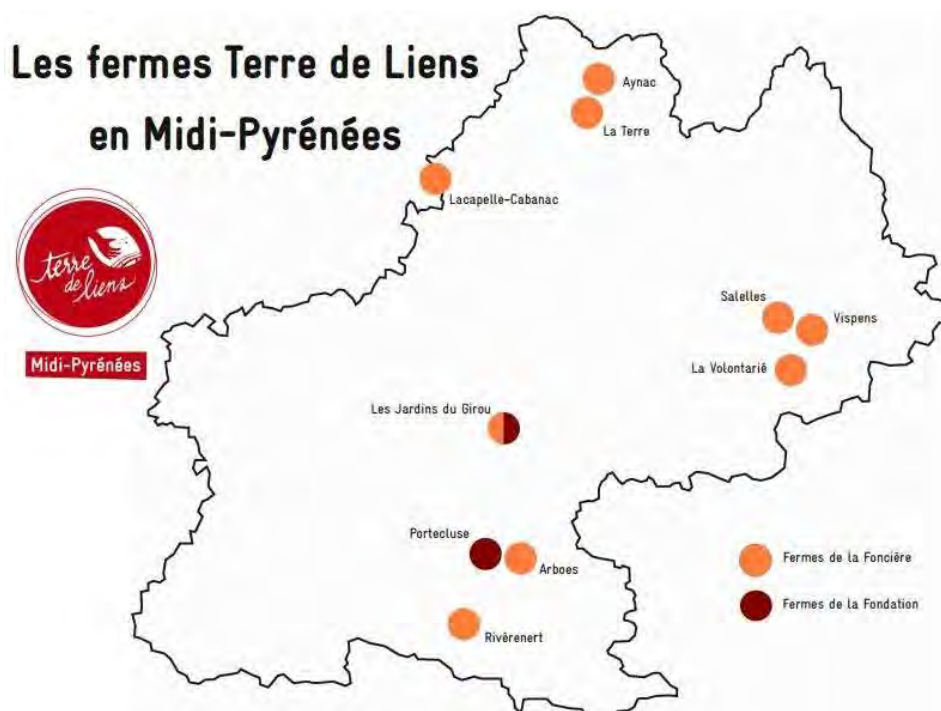 Les fermes Terre de Liens
en Midi-Pyrénées
terre
de
liens
Midi-Pyrénées
Aynac
La Terre
Lacapelle-Cabanac
Salelles
Vispens
La Volontarié
Les Jardins du Girou
Portecluse
Arboes
Rivèrenert
Fermes de la Foncière
Fermes de la Fondation